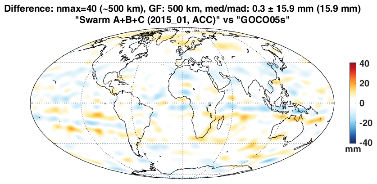 Difference: nmax=40 (~500 km), GF: 500 km, med/mad: 0.3 ± 15.9 mm (15.9 mm)
"Swarm A+B+C (2015_01, ACC)" vs "GOCO05s"
40
20
0
-20
-40
mm